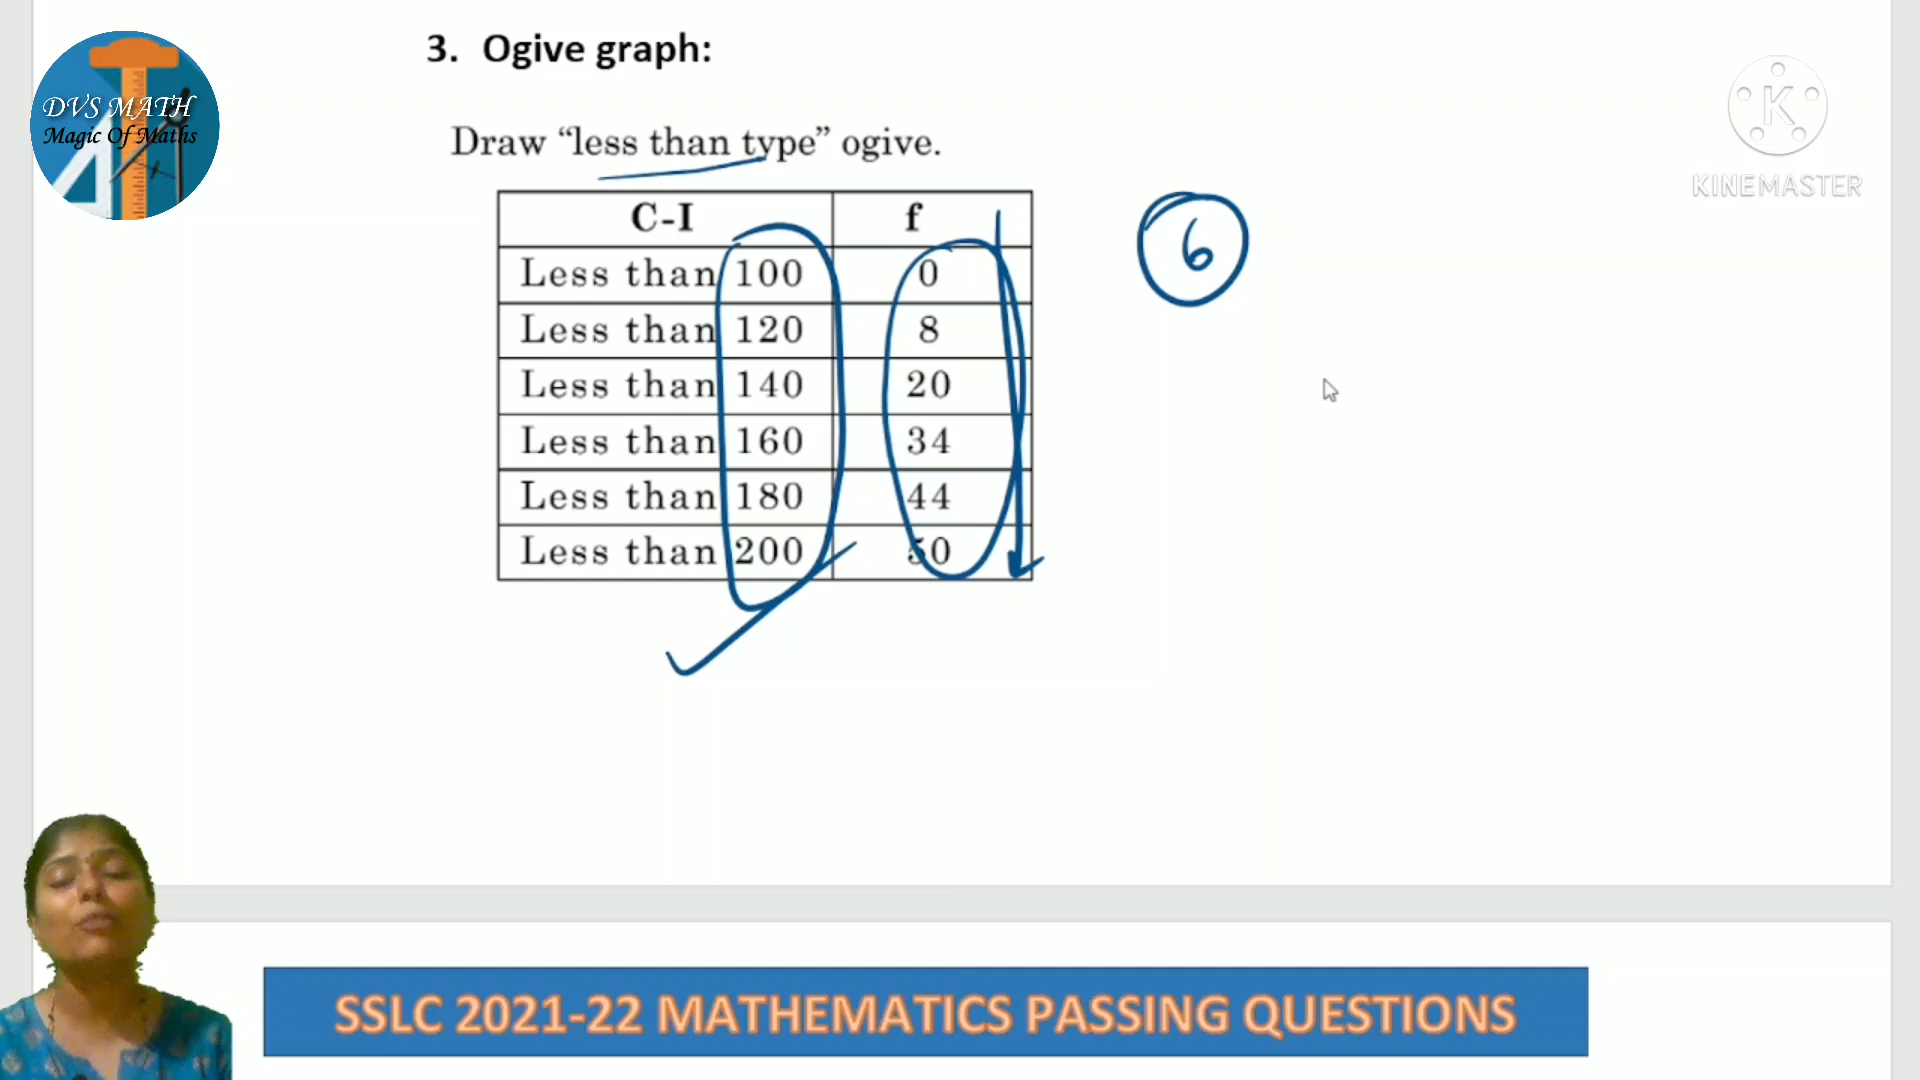 3. Ogive graph:
DVS MATH
Magic Of Maths
Draw “less than type” ogive.
KINEMASTER
K
C-I f
6
Less than 100 0
Less than 120 8
Less than 140 20
Less than 160 34
Less than 180 44
Less than 200 50
SSLC 2021-22 MATHEMATICS PASSING QUESTIONS